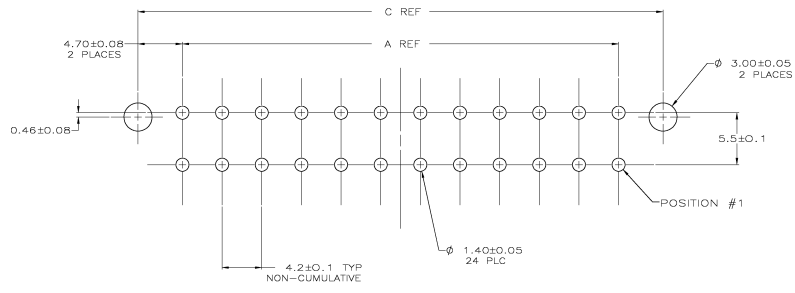 C REF
4.70±0.08
2 PLACES
A REF
ϕ 3.00±0.05
2 PLACES
0.46±0.08
5.5±0.1
POSITION #1
ϕ 1.40±0.05
24 PLC
4.2±0.1 TYP
NON-CUMULATIVE